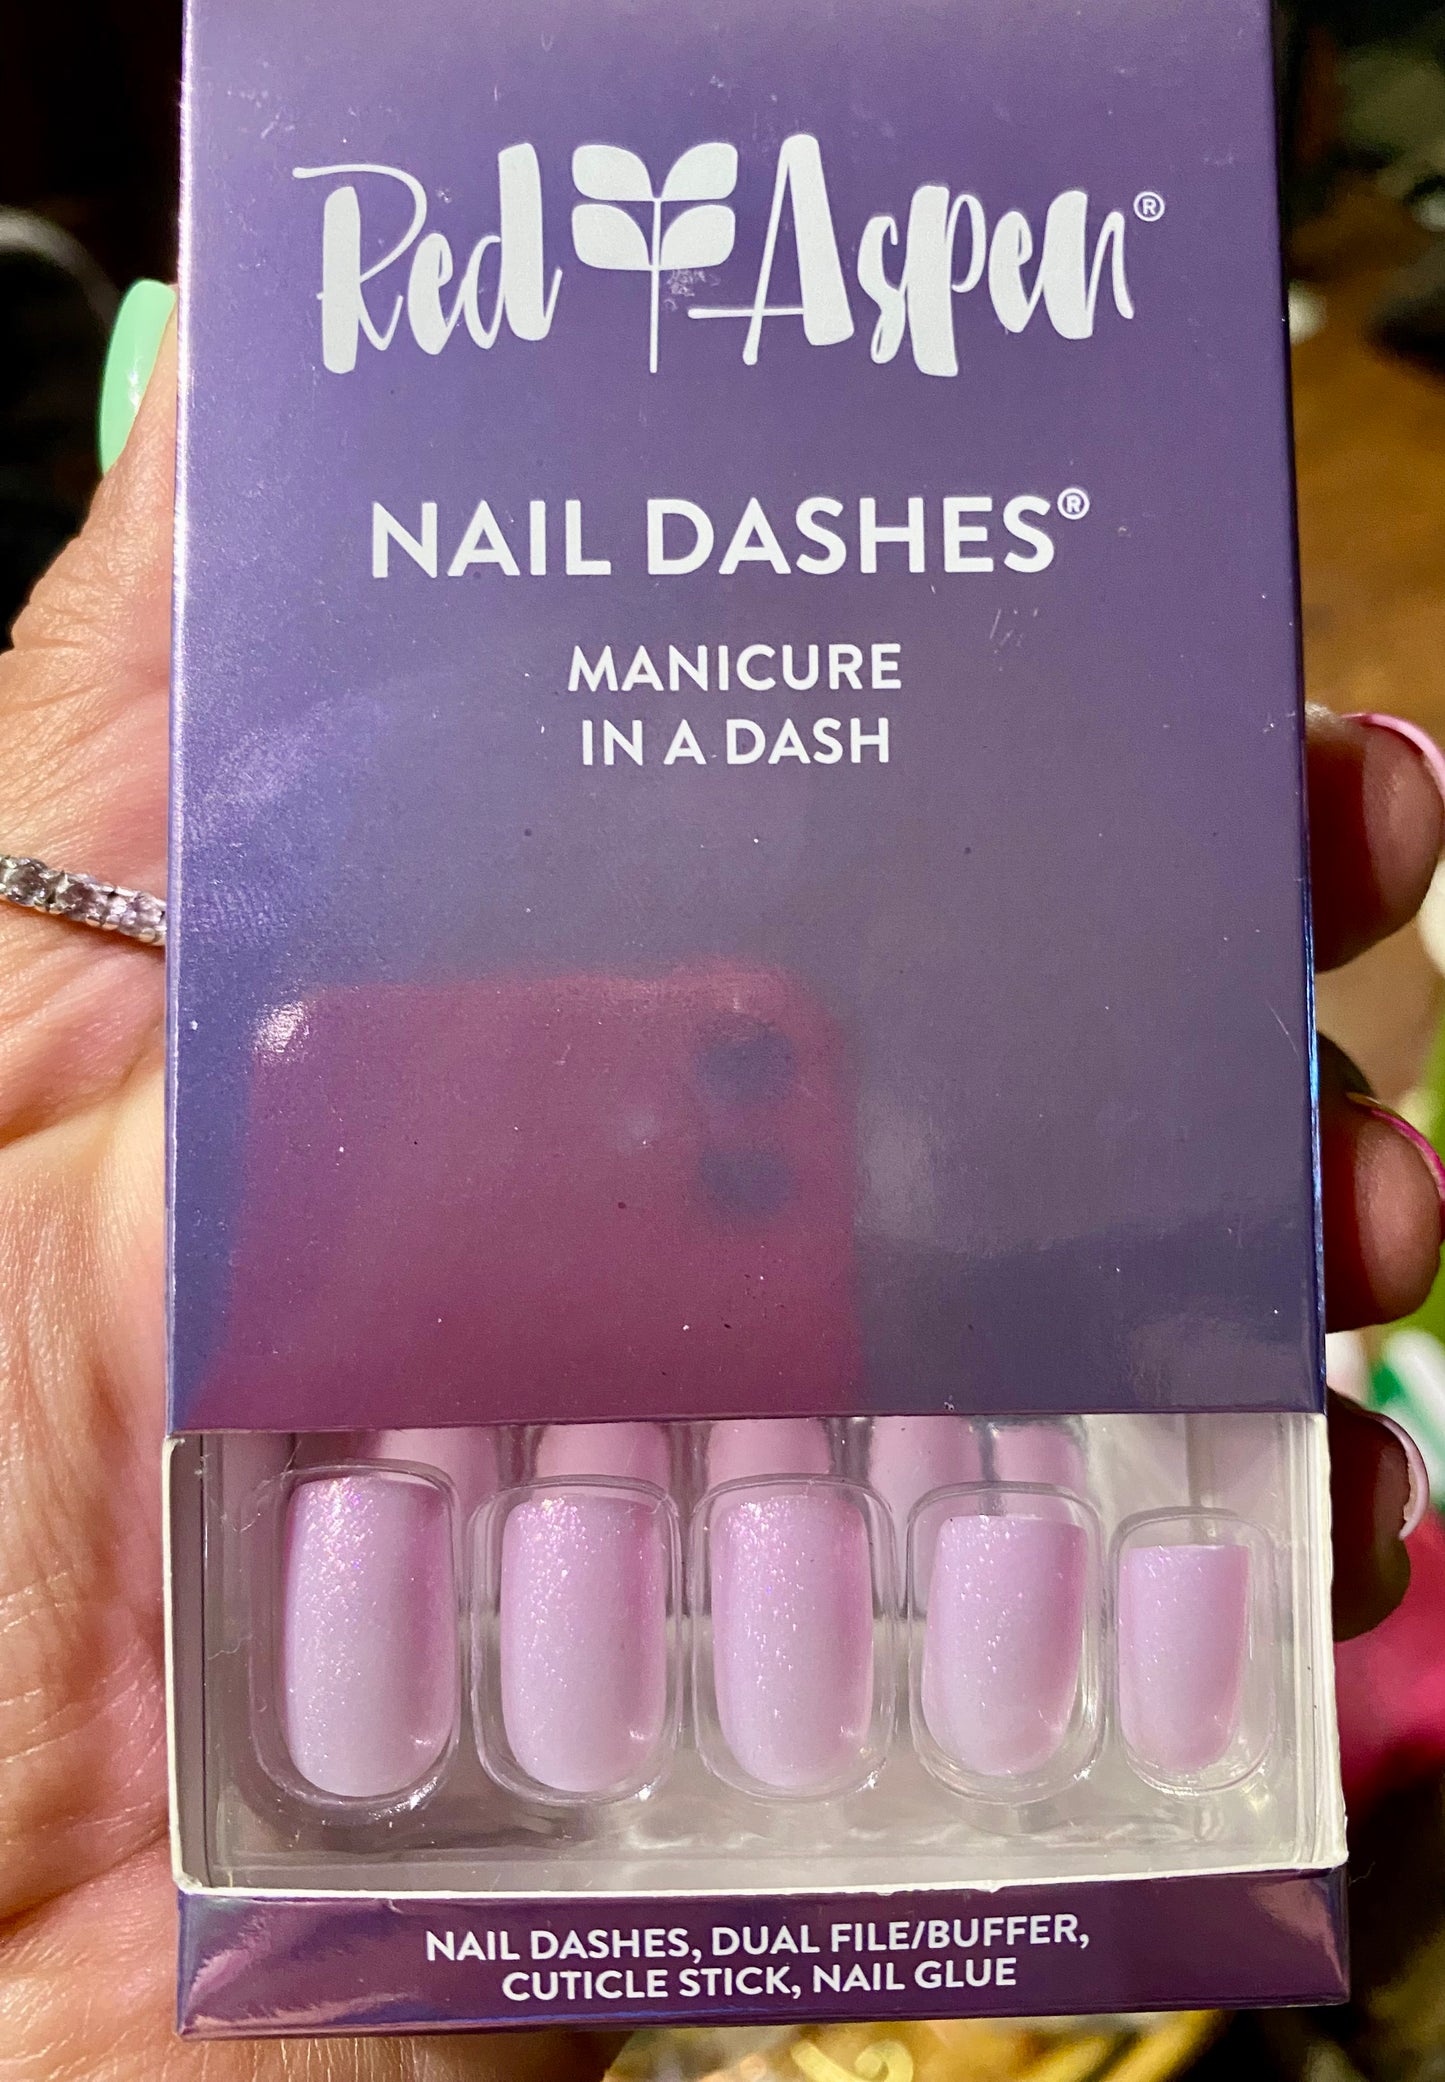 Red Aspen®
NAIL DASHES®
MANICURE
IN A DASH
NAIL DASHES, DUAL FILE/BUFFER,
CUTICLE STICK, NAIL GLUE